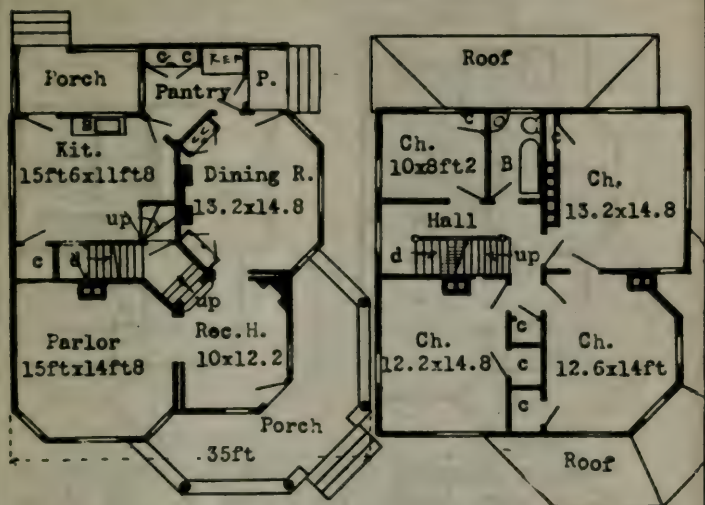 Porch
c c
REF
Pantry
P.
S
Kit.
15ft6x11ft8
Dining R.
13.2x14.8
up
c
d
up
Parlor
15ftx14ft8
Rec.H.
10x12.2
Porch
35ft
Roof
c
Ch.
10x8ft2
B
c
Ch.
13.2x14.8
Hall
d
up
Ch.
12.2x14.8
c
c
c
Ch.
12.6x14ft
Roof